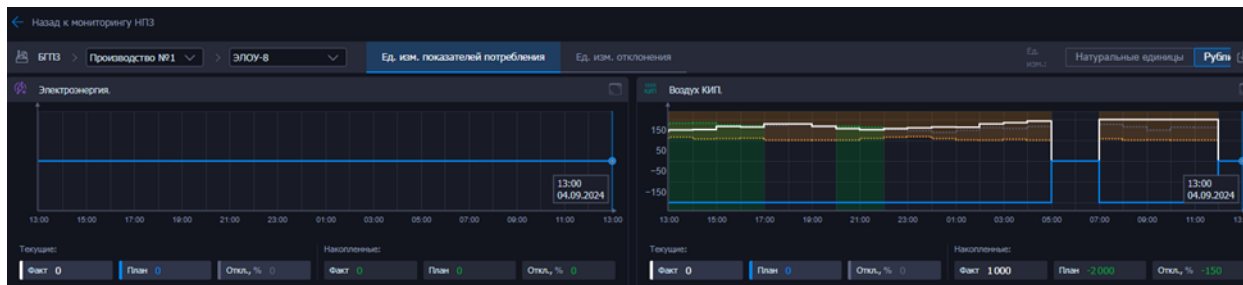 Назад к мониторингу НПЗ
БГПЗ > Производство №1 > ЭЛОУ-8 Ед. изм. показателей потребления Ед. изм. отклонения Ед. изм.: Натуральные единицы Рубли
Электроэнергия.
13:00
04.09.2024
13:00 15:00 17:00 19:00 21:00 23:00 01:00 03:00 05:00 07:00 09:00 11:00 13:00
Текущие: Накопленные:
Факт 0 План 0 Откл., % 0 Факт 0 План 0 Откл., % 0
КИП Воздух КИП.
150
50
-50
-150
13:00
04.09.2024
13:00 15:00 17:00 19:00 21:00 23:00 01:00 03:00 05:00 07:00 09:00 11:00 13:
Текущие: Накопленные:
Факт 0 План 0 Откл., % 0 Факт 1 000 План -2 000 Откл., % -150